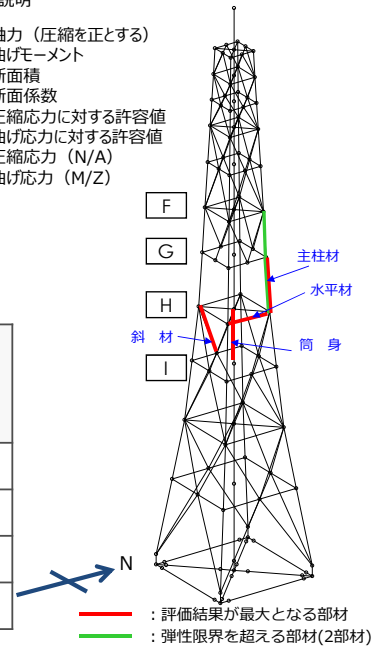 説明
軸力（圧縮を正とする）
曲げモーメント
断面積
断面係数
圧縮応力に対する許容値
曲げ応力に対する許容値
圧縮応力（N/A）
曲げ応力（M/Z）
F
G
主柱材
水平材
H
斜 材
筒 身
I
N
：評価結果が最大となる部材
：弾性限界を超える部材(2部材)